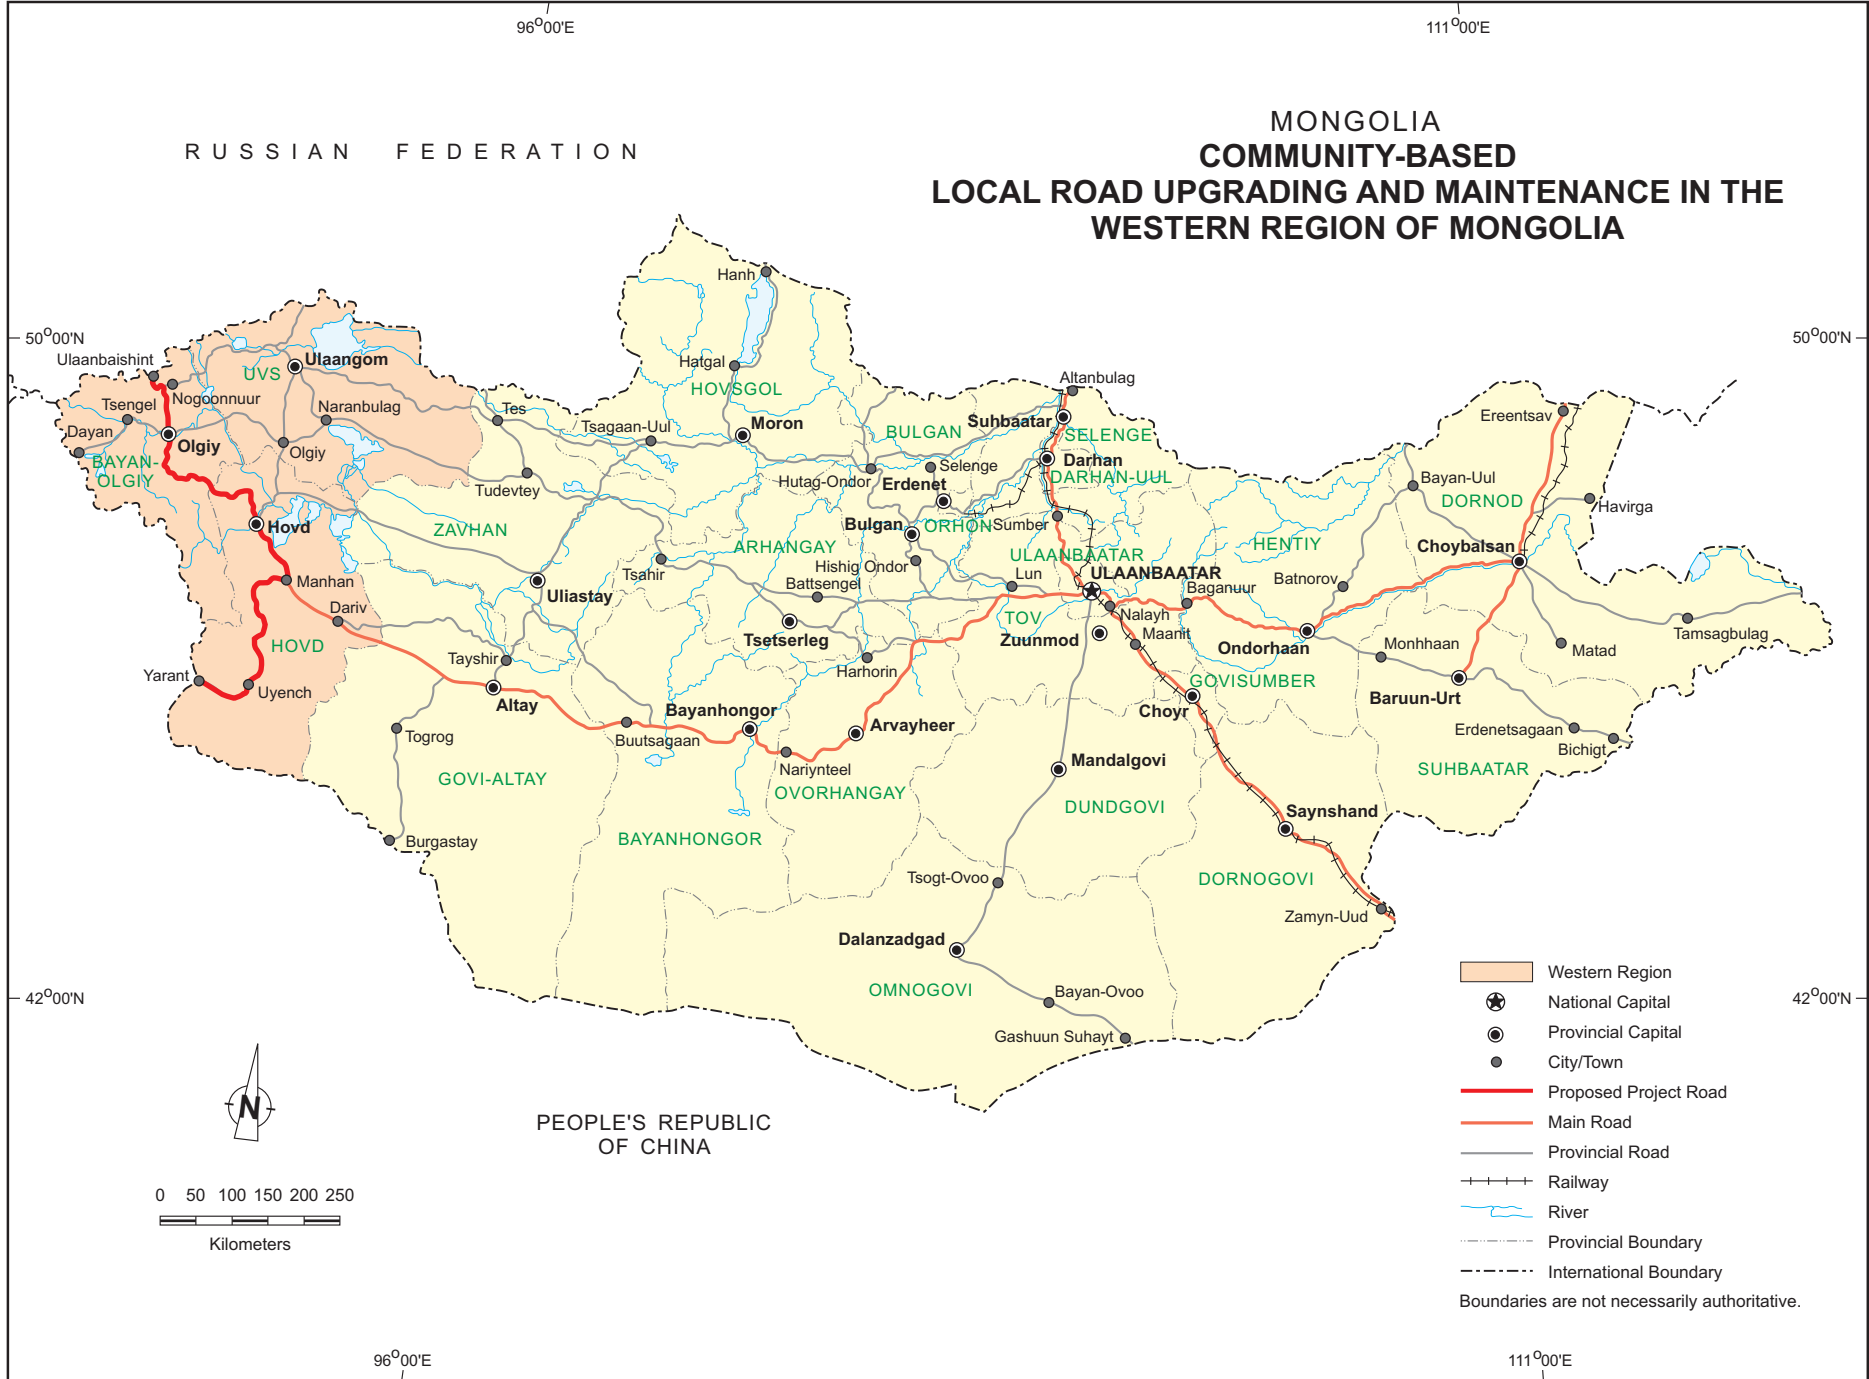 96°00'E
111°00'E
MONGOLIA
COMMUNITY-BASED
LOCAL ROAD UPGRADING AND MAINTENANCE IN THE
WESTERN REGION OF MONGOLIA
RUSSIAN FEDERATION
Hanh
50°00'N
50°00'N
Ulaanbaishint
Ulaangom
Hatgal
UVS
HOVSGOL
Altanbulag
Nogoonnuur
Tsengel
Naranbulag
Tes
Ereentsav
Dayan
Tsagaan-Uul
Moron
Suhbaatar
BULGAN
SELENGE
Olgiy
Olgiy
BAYAN-
OLGIY
Selenge
Darhan
Hutag-Ondor
Erdenet
DARHAN-UUL
Bayan-Uul
Tudevtey
DORNOD
Havirga
Hovd
ZAVHAN
Bulgan
ORHON
Sumber
ARHANGAY
ULAANBAATAR
HENTIY
Choybalsan
Hishig Ondor
Tsahir
Battsengel
Lun
ULAANBAATAR
Batnorov
Manhan
Baganuur
Uliastay
Dariv
TOV
Nalayh
Tsetserleg
Zuunmod
Maanit
Tamsagbulag
HOVD
Ondorhaan
Monhhaan
Matad
Tayshir
Harhorin
Yarant
Uyench
GOVISUMBER
Altay
Bayanhongor
Arvayheer
Choyr
Baruun-Urt
Togrog
Buutsagaan
Erdenetsagaan
Bichigt
Nariynteel
Mandalgovi
SUHBAATAR
GOVI-ALTAY
OVORHANGAY
DUNDGOVI
Saynshand
Burgastay
BAYANHONGOR
Tsogt-Ovoo
DORNOGOVI
Zamyn-Uud
Dalanzadgad
OMNOGOVI
Bayan-Ovoo
Gashuun Suhayt
42°00'N
42°00'N
Western Region
National Capital
Provincial Capital
City/Town
Proposed Project Road
Main Road
Provincial Road
Railway
River
Provincial Boundary
International Boundary
Boundaries are not necessarily authoritative.
N
PEOPLE'S REPUBLIC
OF CHINA
0 50 100 150 200 250
Kilometers
96°00'E
111°00'E